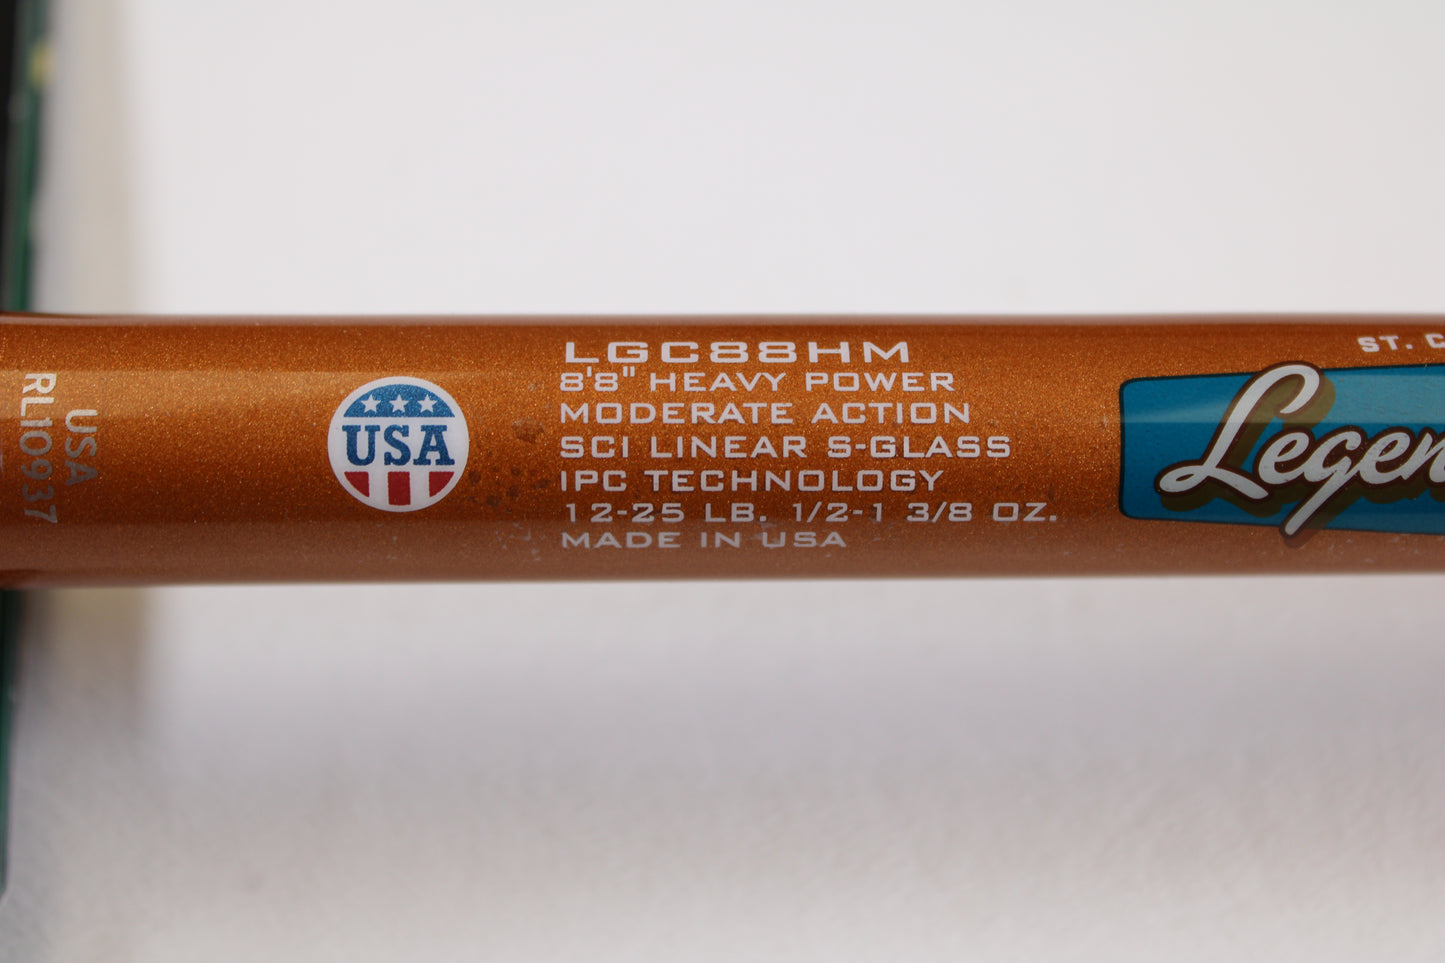 USA
RL10937
USA
LGC88HM
8'8" HEAVY POWER
MODERATE ACTION
SCI LINEAR S-GLASS
IPC TECHNOLOGY
12-25 LB. 1/2-1 3/8 OZ.
MADE IN USA
ST. C
Legen